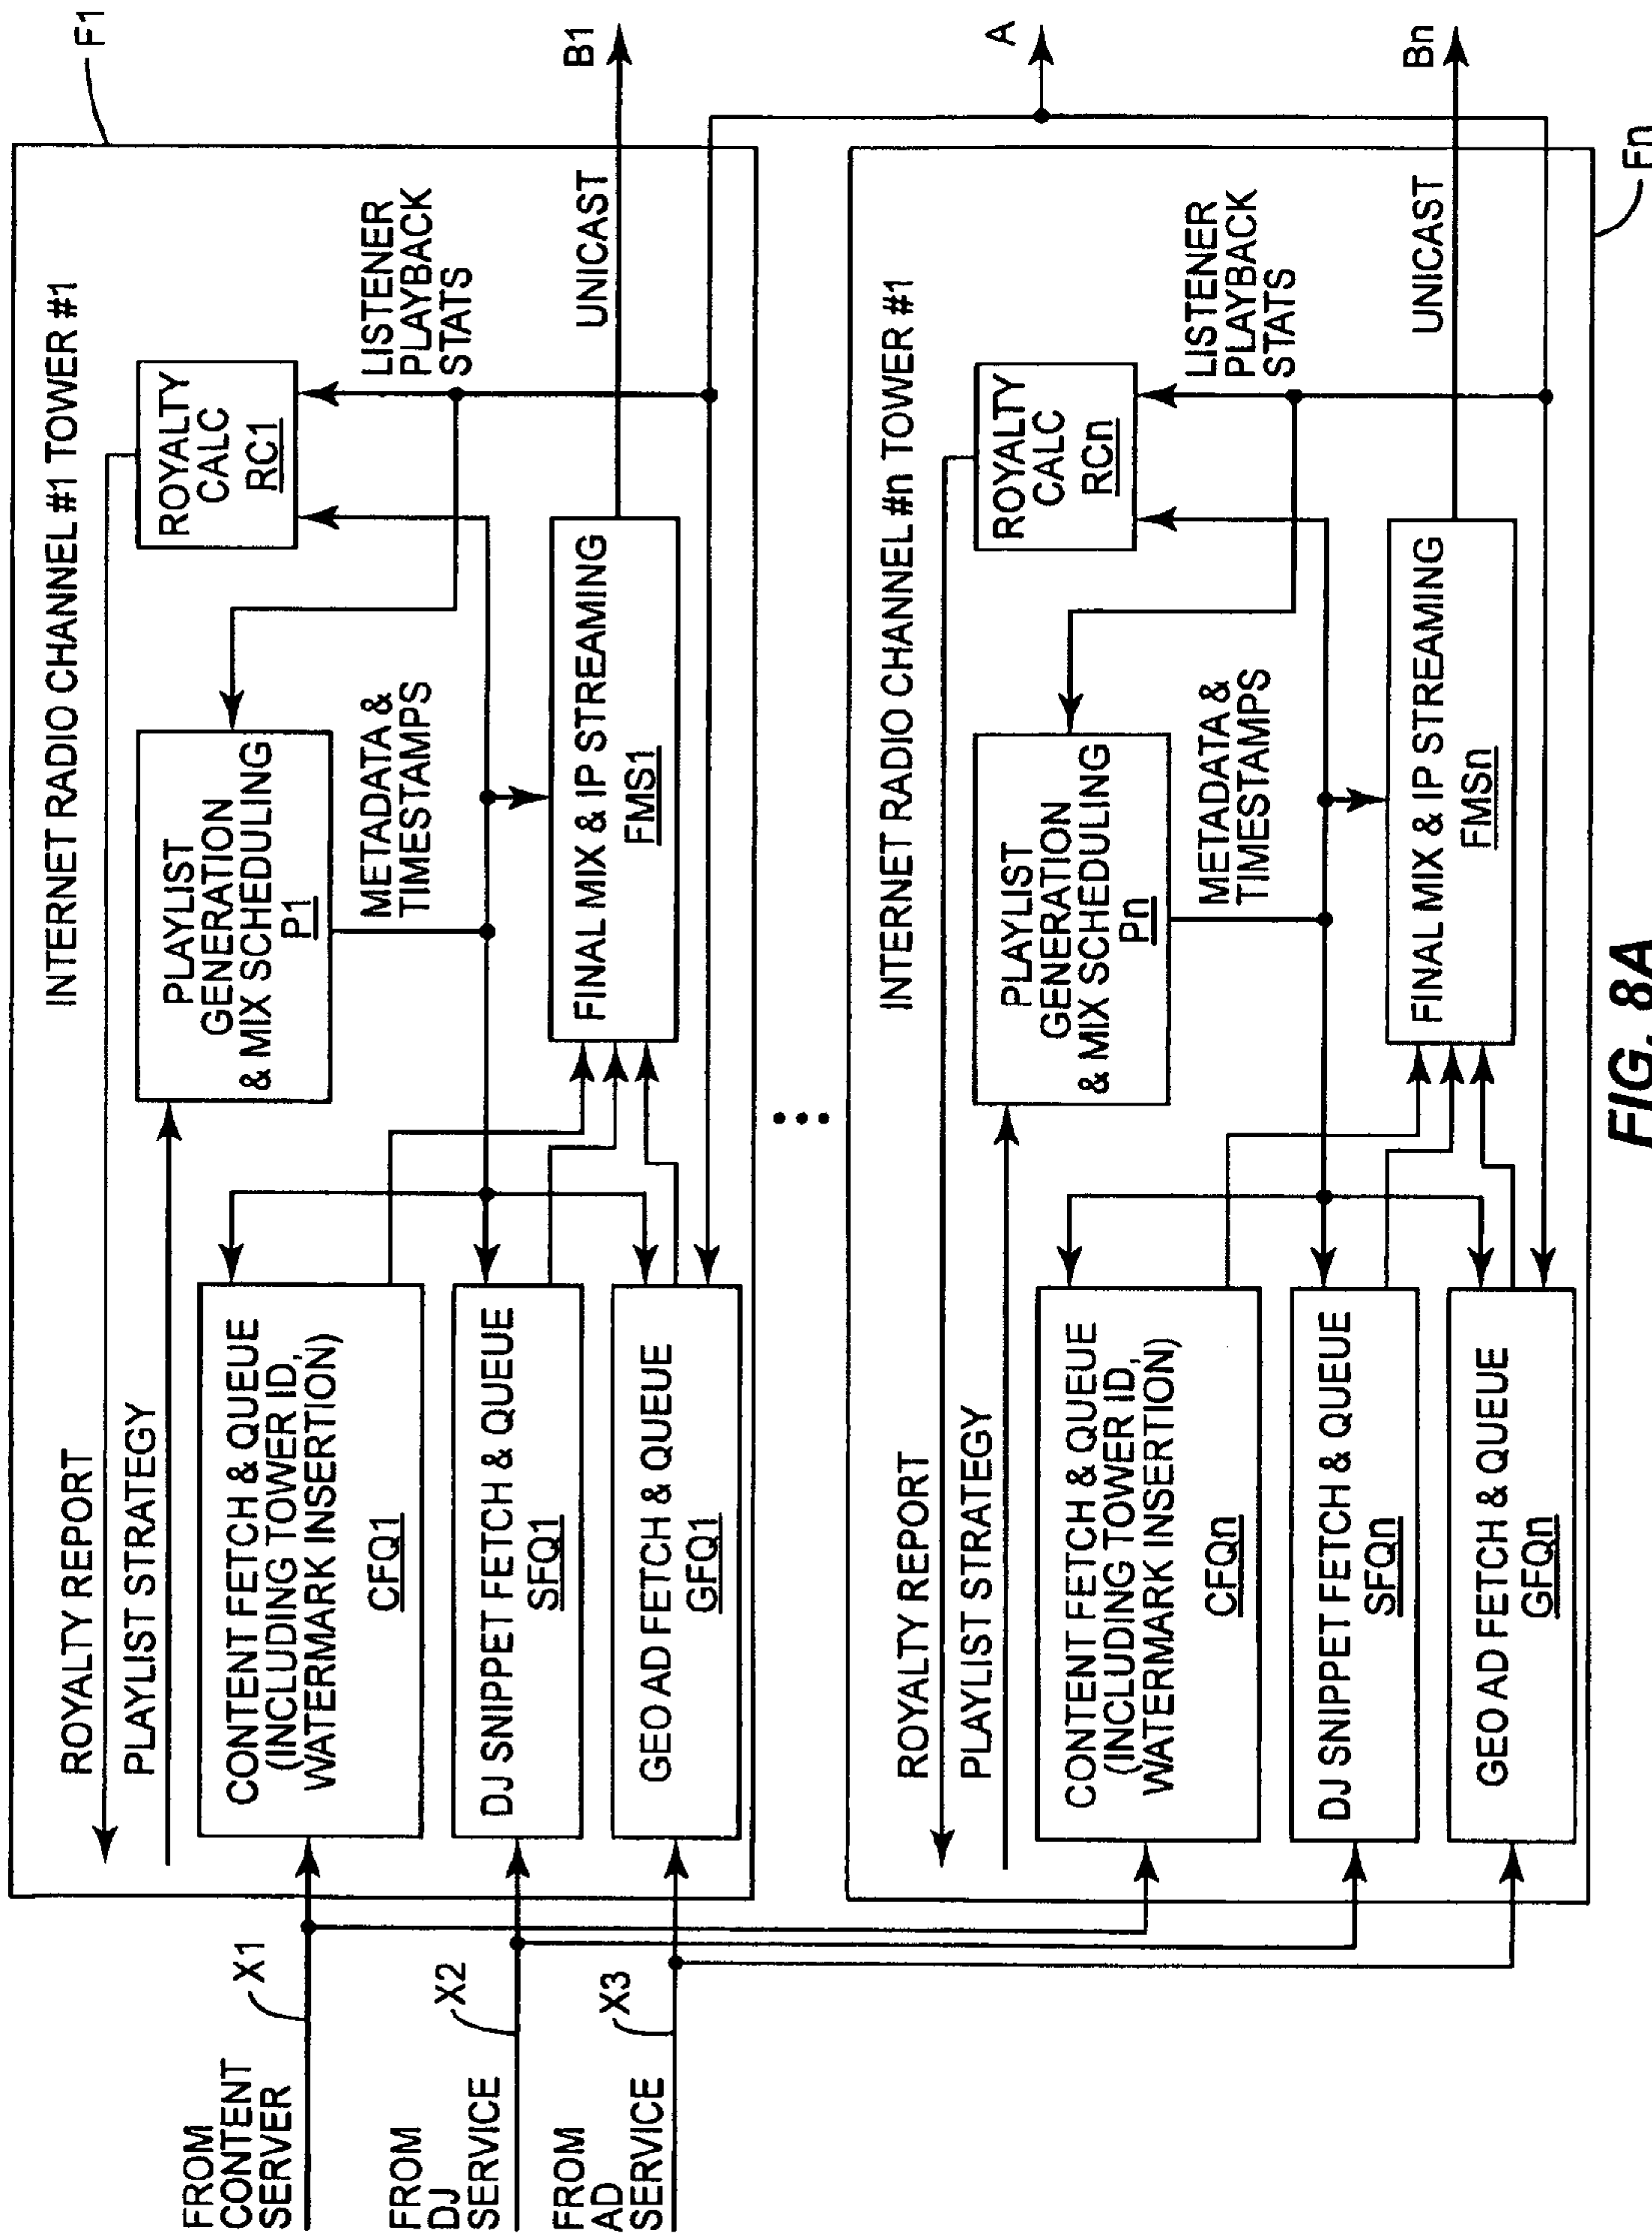 FROM
CONTENT
SERVER
X1
FROM
DJ
SERVICE
X2
FROM
AD
SERVICE
X3
INTERNET RADIO CHANNEL #1 TOWER #1
F1
ROYALTY REPORT
PLAYLIST STRATEGY
CONTENT FETCH & QUEUE
(INCLUDING TOWER ID,
WATERMARK INSERTION)
CFQ1
DJ SNIPPET FETCH & QUEUE
SFQ1
GEO AD FETCH & QUEUE
GFQ1
PLAYLIST
GENERATION
& MIX SCHEDULING
P1
METADATA &
TIMESTAMPS
FINAL MIX & IP STREAMING
FMS1
ROYALTY
CALC
RC1
LISTENER
PLAYBACK
STATS
UNICAST
B1
A
INTERNET RADIO CHANNEL #n TOWER #1
ROYALTY REPORT
PLAYLIST STRATEGY
CONTENT FETCH & QUEUE
(INCLUDING TOWER ID,
WATERMARK INSERTION)
CFQn
DJ SNIPPET FETCH & QUEUE
SFQn
GEO AD FETCH & QUEUE
GFQn
PLAYLIST
GENERATION
& MIX SCHEDULING
Pn
METADATA &
TIMESTAMPS
FINAL MIX & IP STREAMING
FMSn
ROYALTY
CALC
RCn
LISTENER
PLAYBACK
STATS
UNICAST
Bn
Fn
FIG. 8A